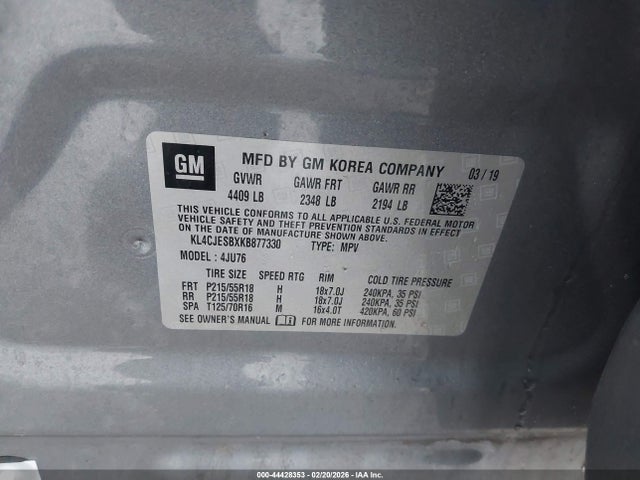 GM
MFD BY GM KOREA COMPANY 03/19
GVWR GAWR FRT GAWR RR
4409 LB 2348 LB 2194 LB
THIS VEHICLE CONFORMS TO ALL APPLICABLE U.S. FEDERAL MOTOR
VEHICLE SAFETY AND THEFT PREVENTION STANDARDS IN EFFECT
ON THE DATE OF MANUFACTURE SHOWN ABOVE.
KL4CJESBXKB877330 TYPE: MPV
MODEL : 4JU76
TIRE SIZE SPEED RTG RIM COLD TIRE PRESSURE
FRT P215/55R18 H 18x7.0J 240KPA, 35 PSI
RR P215/55R18 H 18x7.0J 240KPA, 35 PSI
SPA T125/70R16 M 16x4.0T 420KPA, 60 PSI
SEE OWNER'S MANUAL FOR MORE INFORMATION.
000-44428353 - 02/20/2026 - IAA Inc.